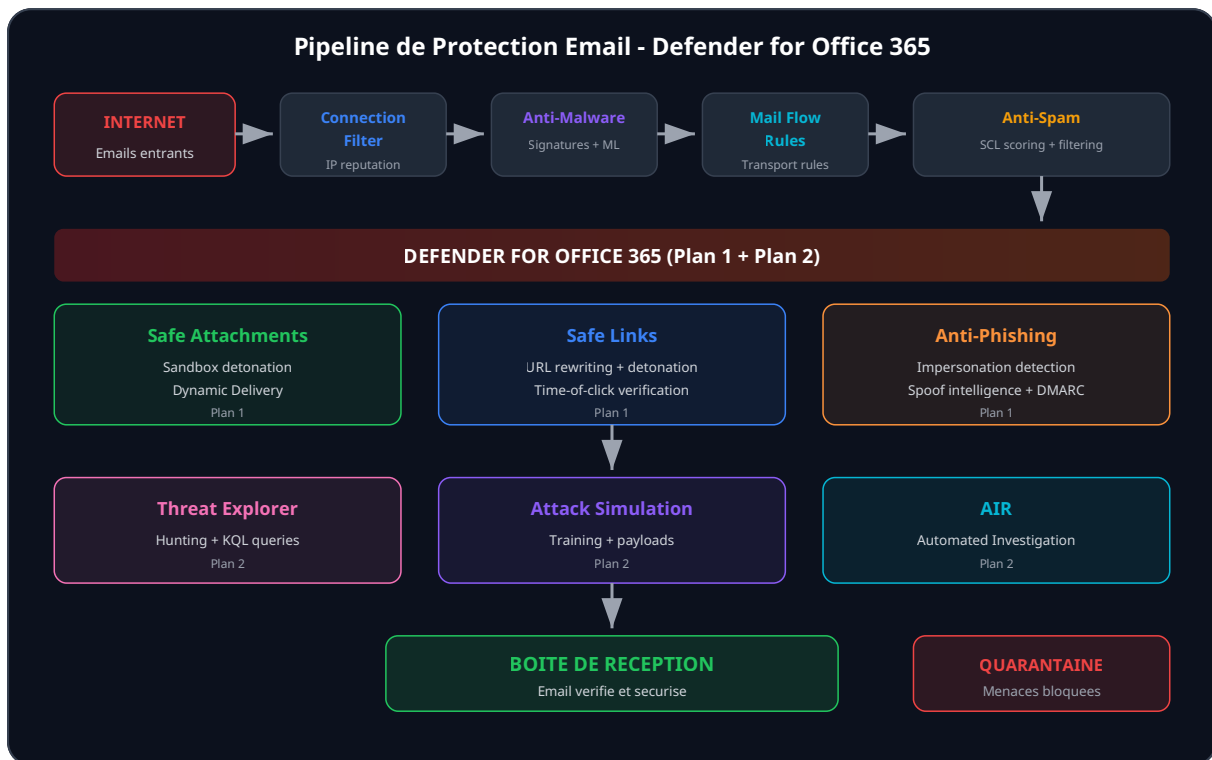 Pipeline de Protection Email - Defender for Office 365
INTERNET
Emails entrants
Connection
Filter
IP reputation
Anti-Malware
Signatures + ML
Mail Flow
Rules
Transport rules
Anti-Spam
SCL scoring + filtering
DEFENDER FOR OFFICE 365 (Plan 1 + Plan 2)
Safe Attachments
Sandbox detonation
Dynamic Delivery
Plan 1
Safe Links
URL rewriting + detonation
Time-of-click verification
Plan 1
Anti-Phishing
Impersonation detection
Spoof intelligence + DMARC
Plan 1
Threat Explorer
Hunting + KQL queries
Plan 2
Attack Simulation
Training + payloads
Plan 2
AIR
Automated Investigation
Plan 2
BOITE DE RECEPTION
Email verifie et securise
QUARANTAINE
Menaces bloquees